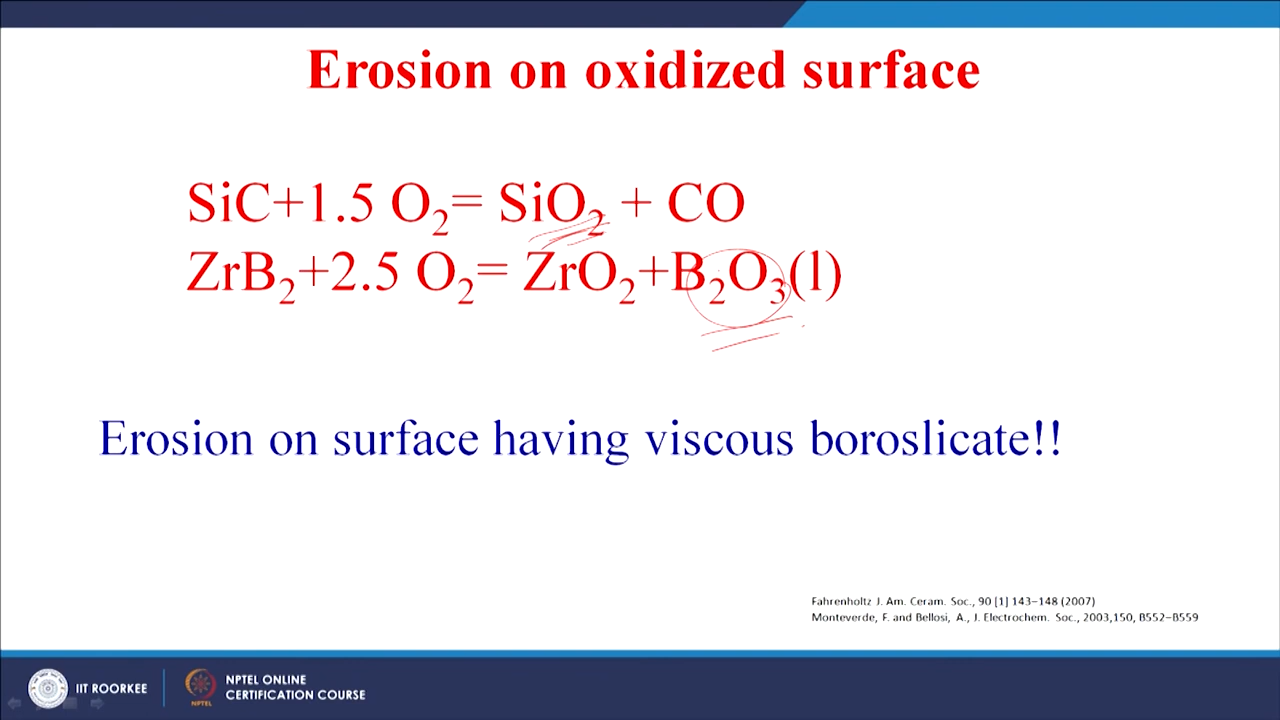 Erosion on oxidized surface
SiC+1.5 O₂= SiO₂ + CO
ZrB₂+2.5 O₂= ZrO₂+B₂O₃(l)
Erosion on surface having viscous boroslicate!!
Fahrenholtz J. Am. Ceram. Soc., 90 [1] 143–148 (2007)
Monteverde, F. and Bellosi, A., J. Electrochem. Soc., 2003,150, B552–B559
IIT ROORKEE
NPTEL
NPTEL ONLINE
CERTIFICATION COURSE